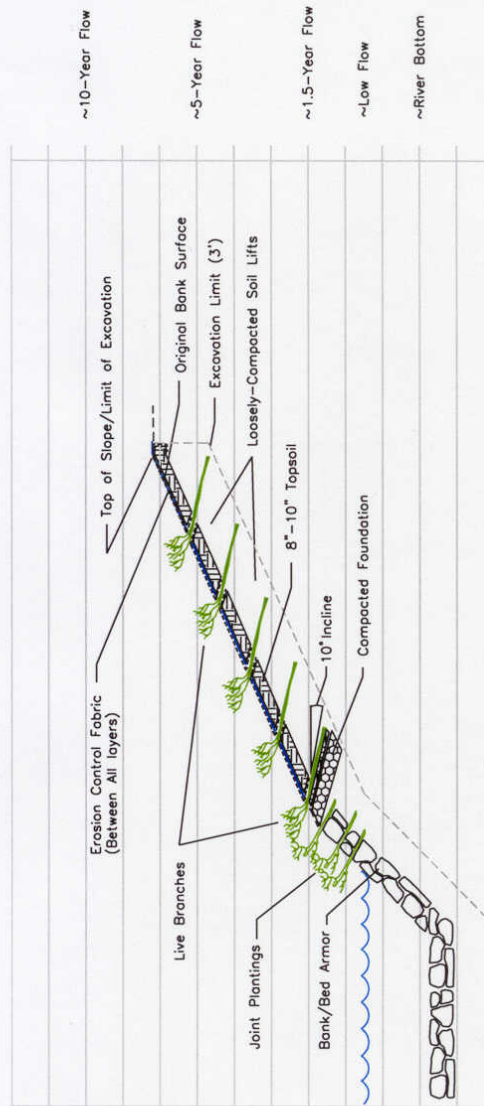 ~10-Year Flow
~5-Year Flow
~1.5-Year Flow
~Low Flow
~River Bottom
Top of Slope/Limit of Excavation
Original Bank Surface
Excavation Limit (3')
Loosely-Compacted Soil Lifts
8"-10" Topsoil
10° Incline
Compacted Foundation
Erosion Control Fabric
(Between All layers)
Live Branches
Joint Plantings
Bank/Bed Armor